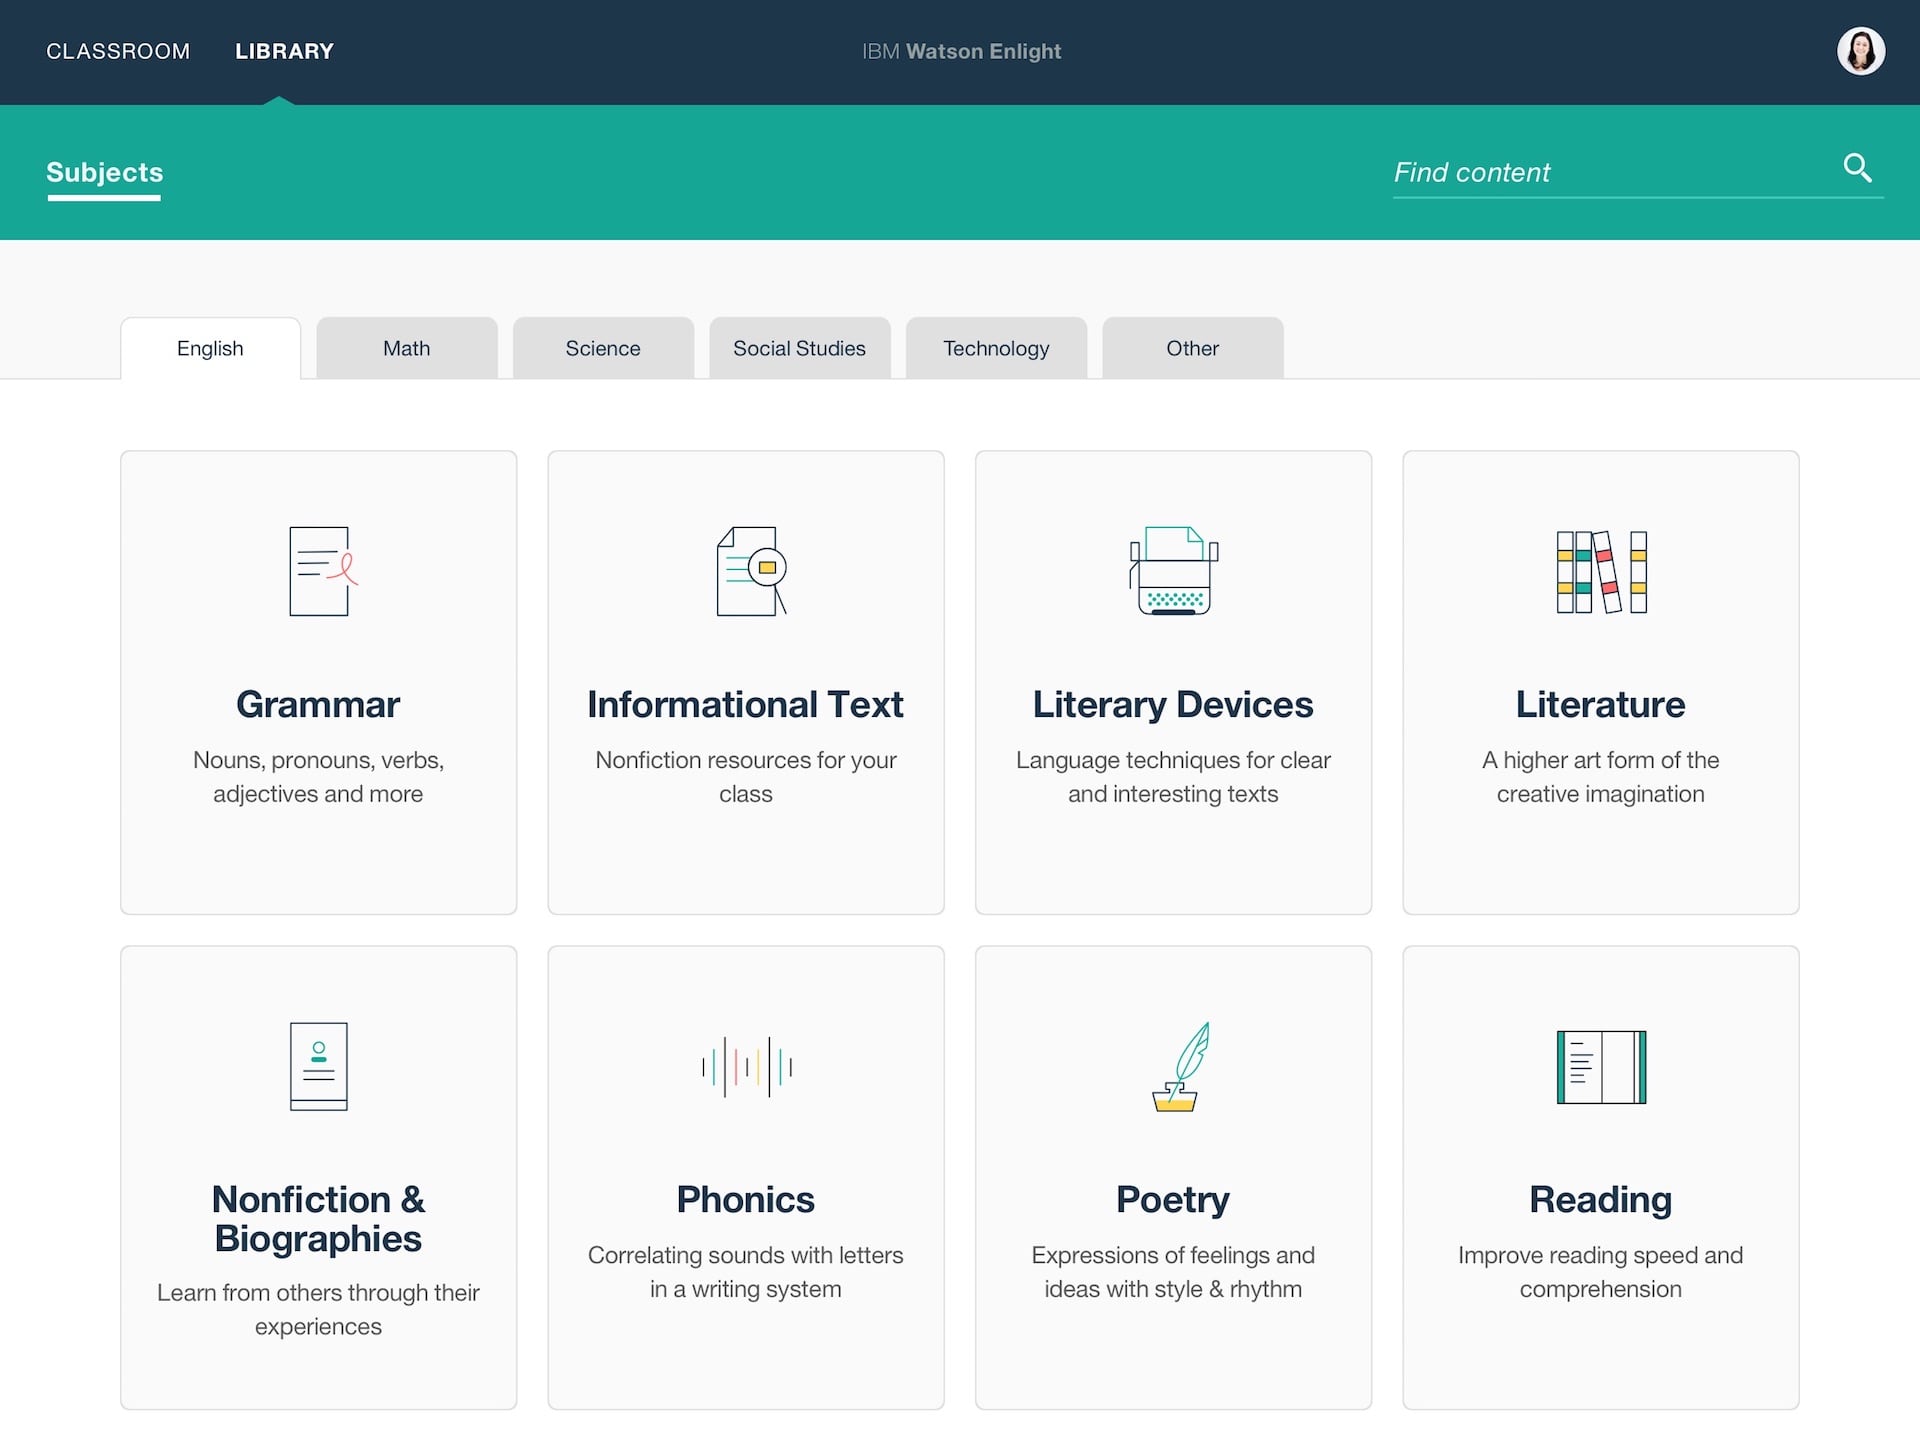 CLASSROOM
LIBRARY
IBM Watson Enlight
Subjects
Find content
English
Math
Science
Social Studies
Technology
Other
Grammar
Nouns, pronouns, verbs,
adjectives and more
Informational Text
Nonfiction resources for your
class
Literary Devices
Language techniques for clear
and interesting texts
Literature
A higher art form of the
creative imagination
Nonfiction &
Biographies
Learn from others through their
experiences
Phonics
Correlating sounds with letters
in a writing system
Poetry
Expressions of feelings and
ideas with style & rhythm
Reading
Improve reading speed and
comprehension